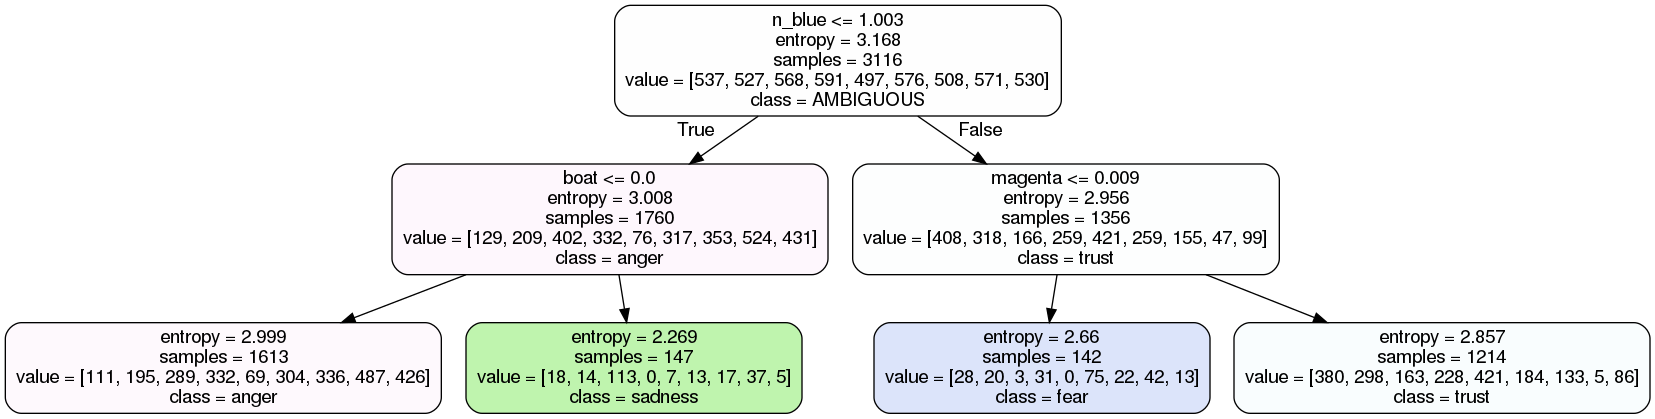 n_blue <= 1.003
entropy = 3.168
samples = 3116
value = [537, 527, 568, 591, 497, 576, 508, 571, 530]
class = AMBIGUOUS
True
False
boat <= 0.0
entropy = 3.008
samples = 1760
value = [129, 209, 402, 332, 76, 317, 353, 524, 431]
class = anger
magenta <= 0.009
entropy = 2.956
samples = 1356
value = [408, 318, 166, 259, 421, 259, 155, 47, 99]
class = trust
entropy = 2.999
samples = 1613
value = [111, 195, 289, 332, 69, 304, 336, 487, 426]
class = anger
entropy = 2.269
samples = 147
value = [18, 14, 113, 0, 7, 13, 17, 37, 5]
class = sadness
entropy = 2.66
samples = 142
value = [28, 20, 3, 31, 0, 75, 22, 42, 13]
class = fear
entropy = 2.857
samples = 1214
value = [380, 298, 163, 228, 421, 184, 133, 5, 86]
class = trust